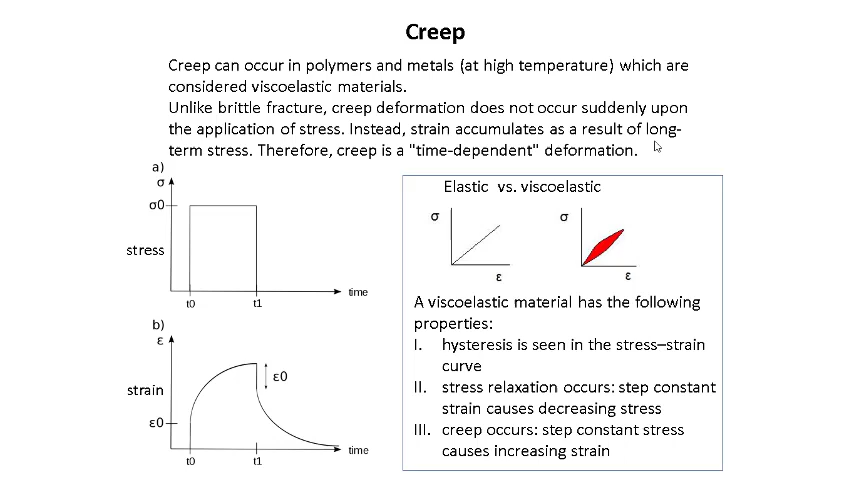 Creep
Creep can occur in polymers and metals (at high temperature) which are
considered viscoelastic materials.
Unlike brittle fracture, creep deformation does not occur suddenly upon
the application of stress. Instead, strain accumulates as a result of long-
term stress. Therefore, creep is a "time-dependent" deformation.
a)
σ
σ0
stress
t0
t1
time
b)
ε
ε0
strain
ε0
t0
t1
time
Elastic vs. viscoelastic
σ
ε
σ
ε
A viscoelastic material has the following
properties:
I. hysteresis is seen in the stress–strain
curve
II. stress relaxation occurs: step constant
strain causes decreasing stress
III. creep occurs: step constant stress
causes increasing strain